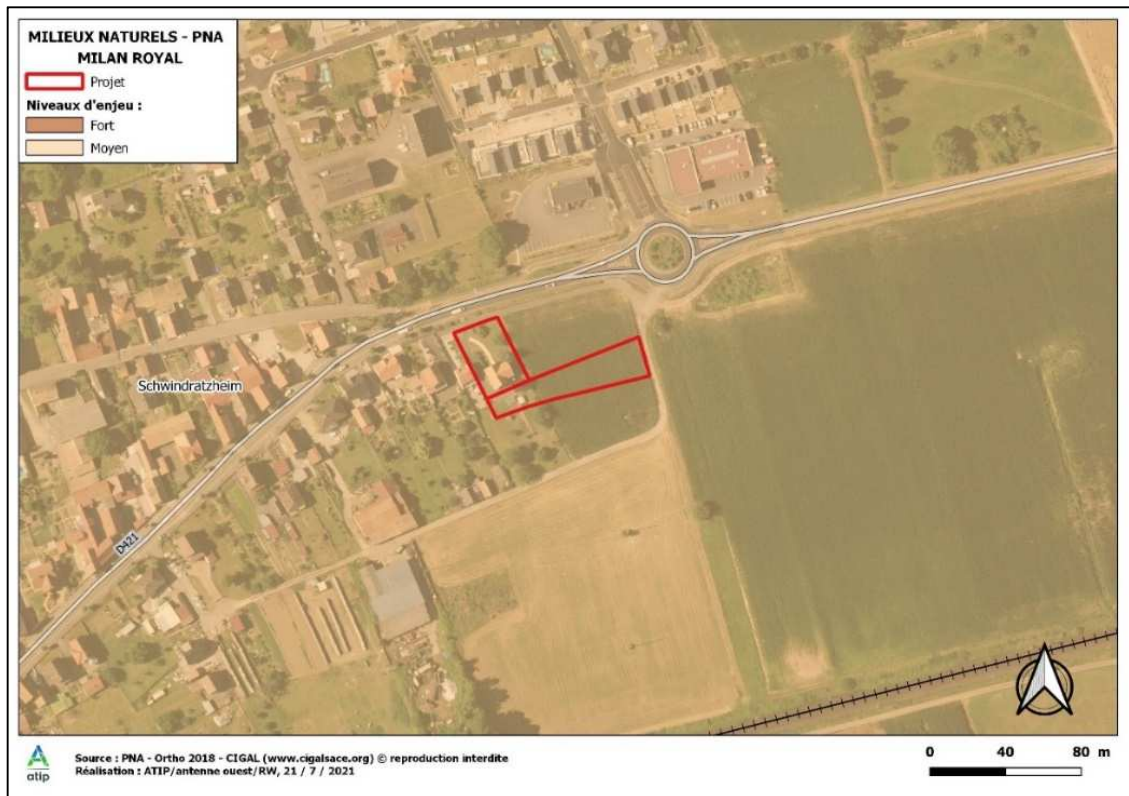 MILIEUX NATURELS - PNA
MILAN ROYAL
Projet
Niveaux d'enjeu :
Fort
Moyen
Schwindratzheim
D421
atip
Source : PNA - Ortho 2018 - CIGAL (www.cigalsace.org) © reproduction interdite
Réalisation : ATIP/antenne ouest/RW, 21 / 7 / 2021
0 40 80 m